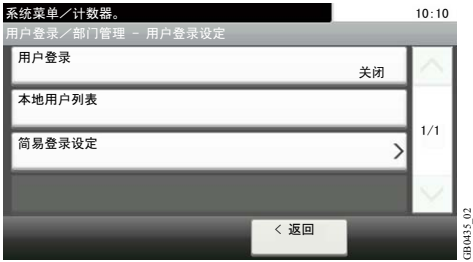 系统菜单／计数器。
10:10
用户登录／部门管理 - 用户登录设定
用户登录
关闭
本地用户列表
1/1
简易登录设定
< 返回
GB0435_02